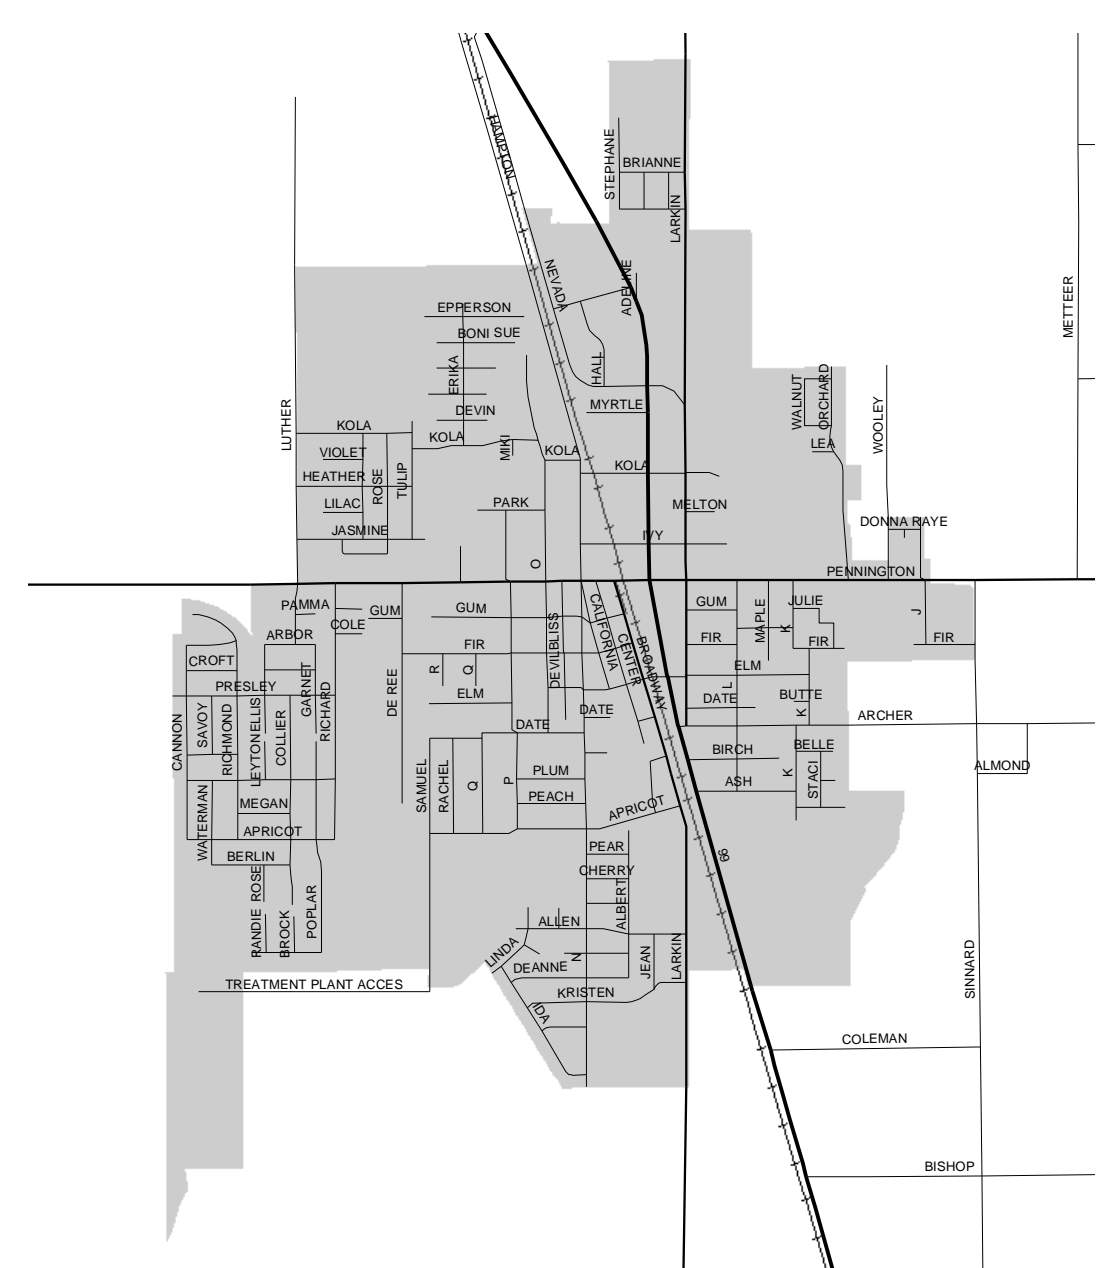 HAMPTON
STEPHANE
BRIANNE
LARKIN
NEVADA
ADELINE
METTEER
EPPERSON
BONI SUE
ERIKA
HALL
WALNUT
ORCHARD
MYRTLE
DEVIN
LUTHER
KOLA
KOLA
MIKI
KOLA
WOOLEY
LEA
VIOLET
HEATHER
ROSE
TULIP
KOLA
LILAC
PARK
MELTON
JASMINE
IVY
DONNA RAYE
O
PENNINGTON
PAMMA
COLE
GUM
GUM
DEVILBLISS
CALIFORNIA
CENTER
BROADWAY
GUM
MAPLE
JULIE
K
J
ARBOR
FIR
FIR
FIR
FIR
CROFT
R
Q
ELM
PRESLEY
GARNET
DE REE
ELM
L
DATE
BUTTE
K
CANNON
SAVOY
RICHMOND
LEYTON ELLIS
COLLIER
RICHARD
DATE
DATE
ARCHER
BIRCH
BELLE
SAMUEL
RACHEL
Q
P
PLUM
K
STACI
ALMOND
ASH
PEACH
WATERMAN
MEGAN
APRICOT
APRICOT
BERLIN
PEAR
99
CHERRY
RANDIE ROSE
BROCK
POPLAR
ALBERT
ALLEN
LINDA
N
DEANNE
JEAN
LARKIN
SINNARD
TREATMENT PLANT ACCES
KRISTEN
IDA
COLEMAN
BISHOP